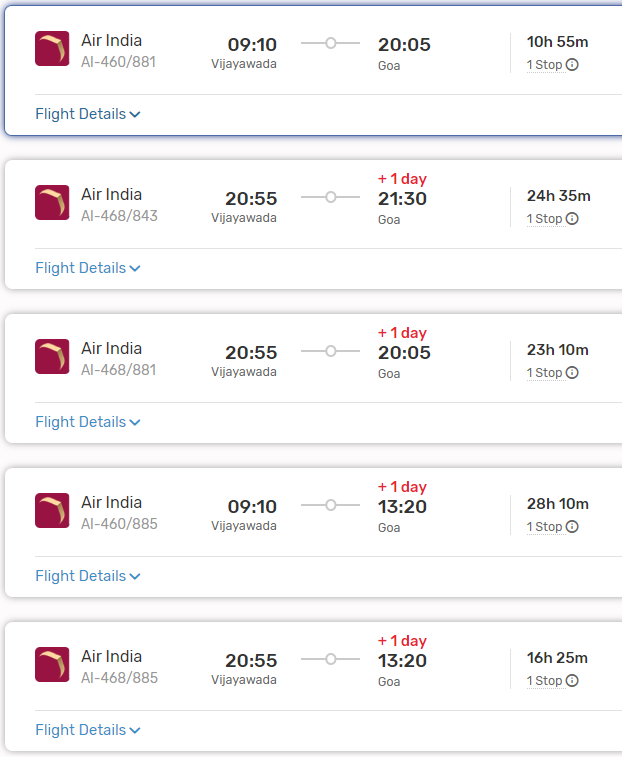 Air India
AI-460/881
09:10
Vijayawada
20:05
Goa
10h 55m
1 Stop
Flight Details
Air India
AI-468/843
20:55
Vijayawada
+ 1 day
21:30
Goa
24h 35m
1 Stop
Flight Details
Air India
AI-468/881
20:55
Vijayawada
+ 1 day
20:05
Goa
23h 10m
1 Stop
Flight Details
Air India
AI-460/885
09:10
Vijayawada
+ 1 day
13:20
Goa
28h 10m
1 Stop
Flight Details
Air India
AI-468/885
20:55
Vijayawada
+ 1 day
13:20
Goa
16h 25m
1 Stop
Flight Details